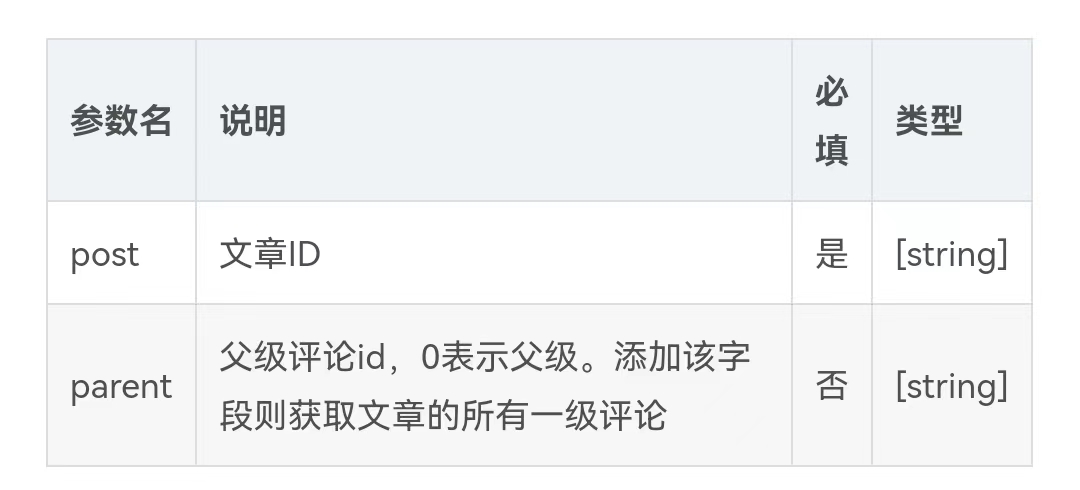 参数名 说明 必填 类型
post 文章ID 是 [string]
parent 父级评论id，0表示父级。添加该字
段则获取文章的所有一级评论 否 [string]